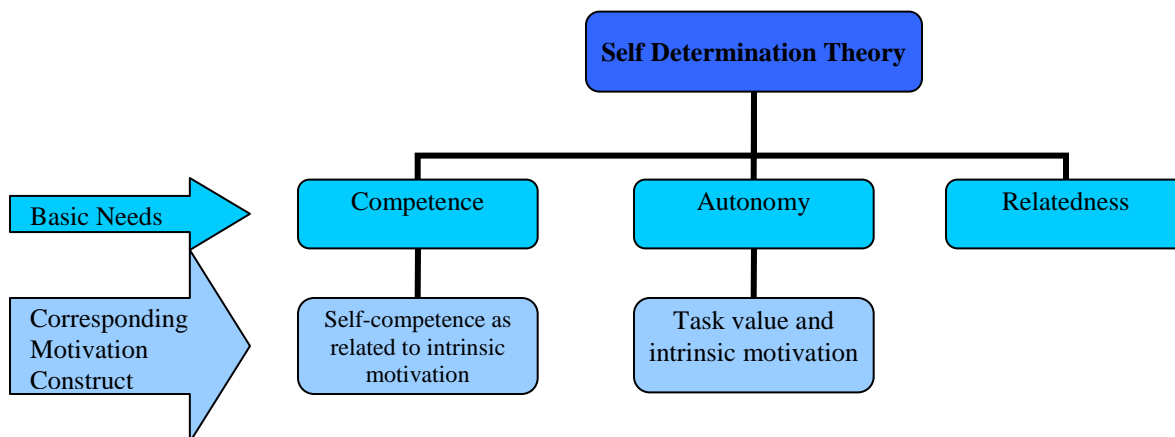 Self Determination Theory
Basic Needs
Competence
Autonomy
Relatedness
Corresponding
Motivation
Construct
Self-competence as
related to intrinsic
motivation
Task value and
intrinsic motivation